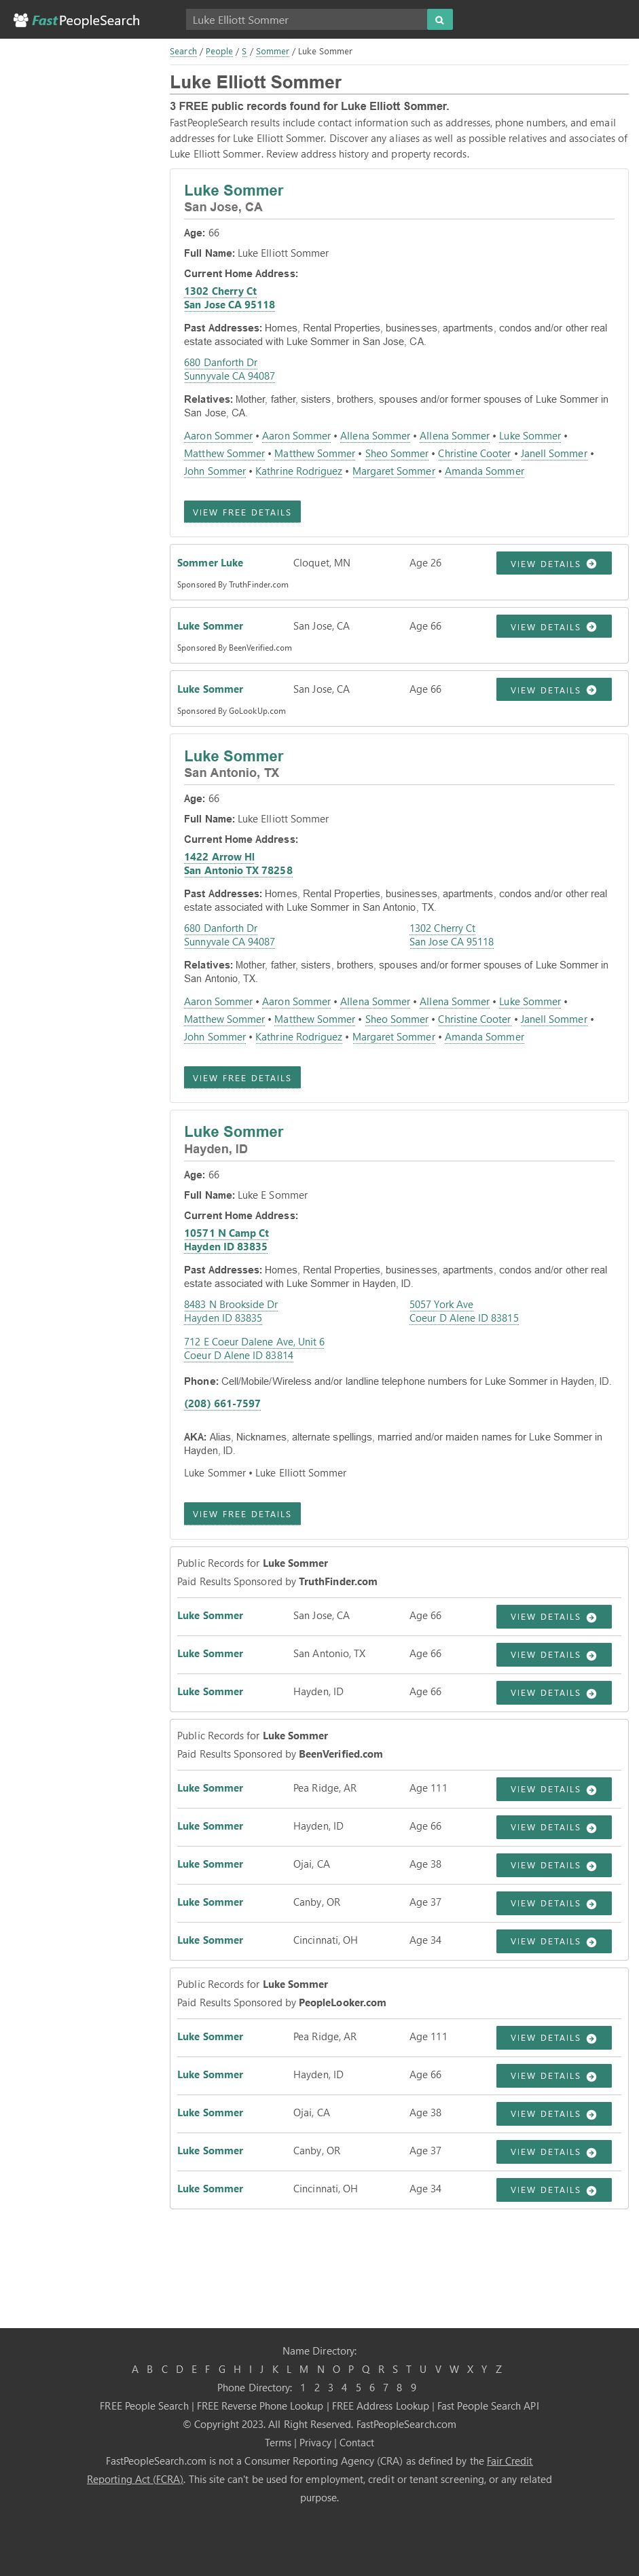 FastPeopleSearch
Luke Elliott Sommer
Search / People / S / Sommer / Luke Sommer
Luke Elliott Sommer
3 FREE public records found for Luke Elliott Sommer.
FastPeopleSearch results include contact information such as addresses, phone numbers, and email
addresses for Luke Elliott Sommer. Discover any aliases as well as possible relatives and associates of
Luke Elliott Sommer. Review address history and property records.
Luke Sommer
San Jose, CA
Age: 66
Full Name: Luke Elliott Sommer
Current Home Address:
1302 Cherry Ct
San Jose CA 95118
Past Addresses: Homes, Rental Properties, businesses, apartments, condos and/or other real
estate associated with Luke Sommer in San Jose, CA.
680 Danforth Dr
Sunnyvale CA 94087
Relatives: Mother, father, sisters, brothers, spouses and/or former spouses of Luke Sommer in
San Jose, CA.
Aaron Sommer • Aaron Sommer • Allena Sommer • Allena Sommer • Luke Sommer •
Matthew Sommer • Matthew Sommer • Sheo Sommer • Christine Cooter • Janell Sommer •
John Sommer • Kathrine Rodriguez • Margaret Sommer • Amanda Sommer
VIEW FREE DETAILS
Sommer Luke Cloquet, MN Age 26 VIEW DETAILS
Sponsored By TruthFinder.com
Luke Sommer San Jose, CA Age 66 VIEW DETAILS
Sponsored By BeenVerified.com
Luke Sommer San Jose, CA Age 66 VIEW DETAILS
Sponsored By GoLookUp.com
Luke Sommer
San Antonio, TX
Age: 66
Full Name: Luke Elliott Sommer
Current Home Address:
1422 Arrow Hl
San Antonio TX 78258
Past Addresses: Homes, Rental Properties, businesses, apartments, condos and/or other real
estate associated with Luke Sommer in San Antonio, TX.
680 Danforth Dr 1302 Cherry Ct
Sunnyvale CA 94087 San Jose CA 95118
Relatives: Mother, father, sisters, brothers, spouses and/or former spouses of Luke Sommer in
San Antonio, TX.
Aaron Sommer • Aaron Sommer • Allena Sommer • Allena Sommer • Luke Sommer •
Matthew Sommer • Matthew Sommer • Sheo Sommer • Christine Cooter • Janell Sommer •
John Sommer • Kathrine Rodriguez • Margaret Sommer • Amanda Sommer
VIEW FREE DETAILS
Luke Sommer
Hayden, ID
Age: 66
Full Name: Luke E Sommer
Current Home Address:
10571 N Camp Ct
Hayden ID 83835
Past Addresses: Homes, Rental Properties, businesses, apartments, condos and/or other real
estate associated with Luke Sommer in Hayden, ID.
8483 N Brookside Dr 5057 York Ave
Hayden ID 83835 Coeur D Alene ID 83815
712 E Coeur Dalene Ave, Unit 6
Coeur D Alene ID 83814
Phone: Cell/Mobile/Wireless and/or landline telephone numbers for Luke Sommer in Hayden, ID.
(208) 661-7597
AKA: Alias, Nicknames, alternate spellings, married and/or maiden names for Luke Sommer in
Hayden, ID.
Luke Sommer • Luke Elliott Sommer
VIEW FREE DETAILS
Public Records for Luke Sommer
Paid Results Sponsored by TruthFinder.com
Luke Sommer San Jose, CA Age 66 VIEW DETAILS
Luke Sommer San Antonio, TX Age 66 VIEW DETAILS
Luke Sommer Hayden, ID Age 66 VIEW DETAILS
Public Records for Luke Sommer
Paid Results Sponsored by BeenVerified.com
Luke Sommer Pea Ridge, AR Age 111 VIEW DETAILS
Luke Sommer Hayden, ID Age 66 VIEW DETAILS
Luke Sommer Ojai, CA Age 38 VIEW DETAILS
Luke Sommer Canby, OR Age 37 VIEW DETAILS
Luke Sommer Cincinnati, OH Age 34 VIEW DETAILS
Public Records for Luke Sommer
Paid Results Sponsored by PeopleLooker.com
Luke Sommer Pea Ridge, AR Age 111 VIEW DETAILS
Luke Sommer Hayden, ID Age 66 VIEW DETAILS
Luke Sommer Ojai, CA Age 38 VIEW DETAILS
Luke Sommer Canby, OR Age 37 VIEW DETAILS
Luke Sommer Cincinnati, OH Age 34 VIEW DETAILS
Name Directory:
A B C D E F G H I J K L M N O P Q R S T U V W X Y Z
Phone Directory: 1 2 3 4 5 6 7 8 9
FREE People Search | FREE Reverse Phone Lookup | FREE Address Lookup | Fast People Search API
© Copyright 2023. All Right Reserved. FastPeopleSearch.com
Terms | Privacy | Contact
FastPeopleSearch.com is not a Consumer Reporting Agency (CRA) as defined by the Fair Credit
Reporting Act (FCRA). This site can't be used for employment, credit or tenant screening, or any related
purpose.